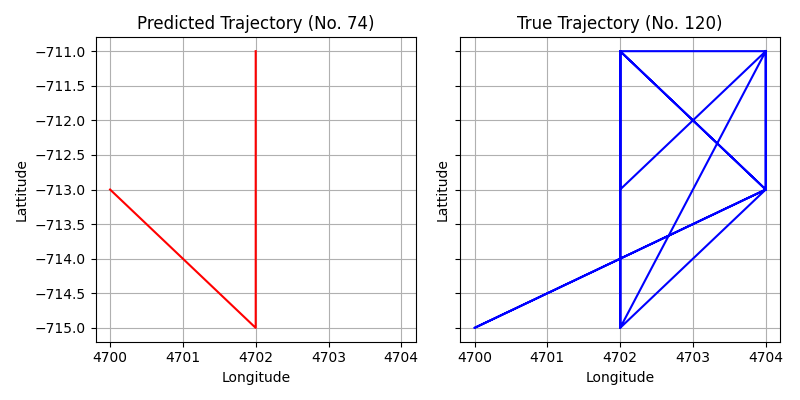 Predicted Trajectory (No. 74)
True Trajectory (No. 120)
−711.0
−711.5
−712.0
−712.5
−713.0
−713.5
−714.0
−714.5
−715.0
Lattitude
Lattitude
4700 4701 4702 4703 4704
4700 4701 4702 4703 4704
Longitude
Longitude